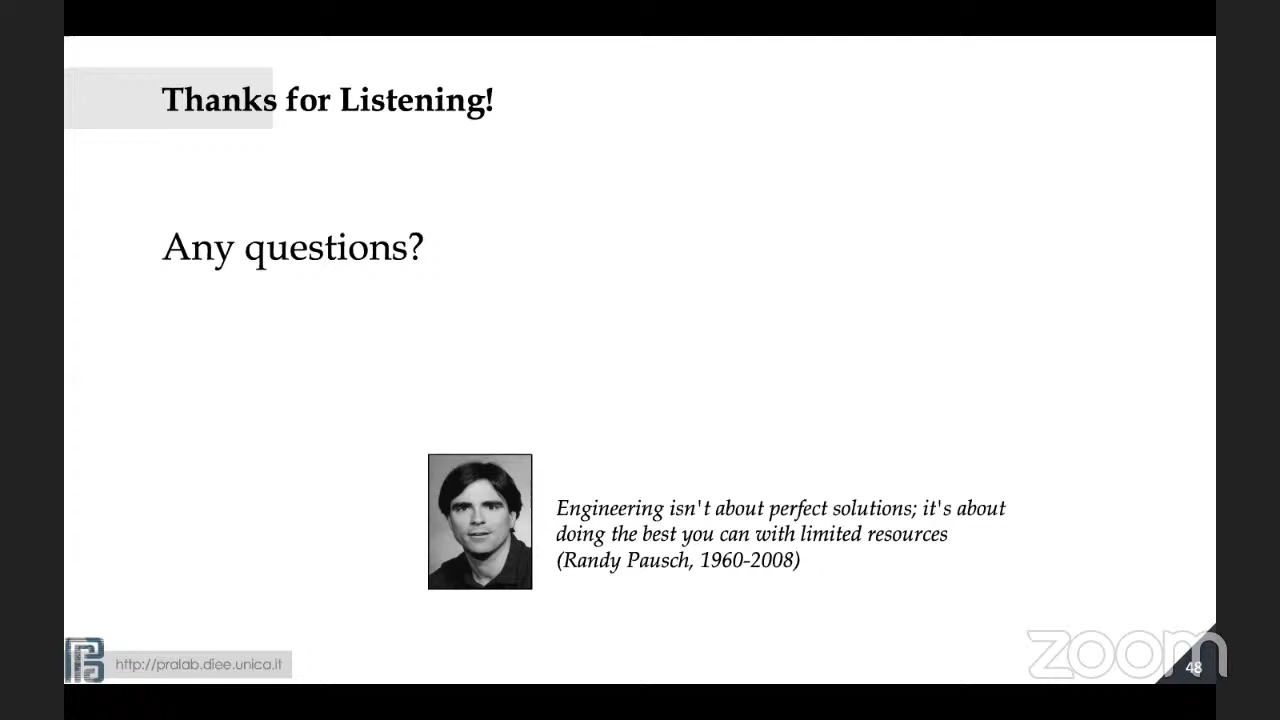 Thanks for Listening!
Any questions?
Engineering isn't about perfect solutions; it's about
doing the best you can with limited resources
(Randy Pausch, 1960-2008)
http://pralab.diee.unica.it
zoom
48